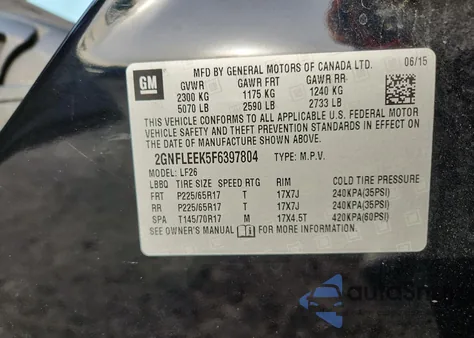 MFD BY GENERAL MOTORS OF CANADA LTD.
GM GVWR GAWR FRT GAWR RR 06/15
2300 KG 1175 KG 1240 KG
5070 LB 2590 LB 2733 LB
THIS VEHICLE CONFORMS TO ALL APPLICABLE U.S. FEDERAL MOTOR
VEHICLE SAFETY, BUMPER, AND THEFT PREVENTION
STANDARDS IN EFFECT ON THE
DATE OF MANUFACTURE SHOWN ABOVE.
2GNFLEEK5F6397804 TYPE: M.P.V.
MODEL: LF26
LBBQ TIRE SIZE SPEED RTG RIM COLD TIRE PRESSURE
FRT P225/65R17 T 17X7J 240KPA(35PSI)
RR P225/65R17 T 17X7J 240KPA(35PSI)
SPA T145/70R17 M 17X4.5T 420KPA(60PSI)
SEE OWNER'S MANUAL FOR ADDITIONAL INFORMATION.